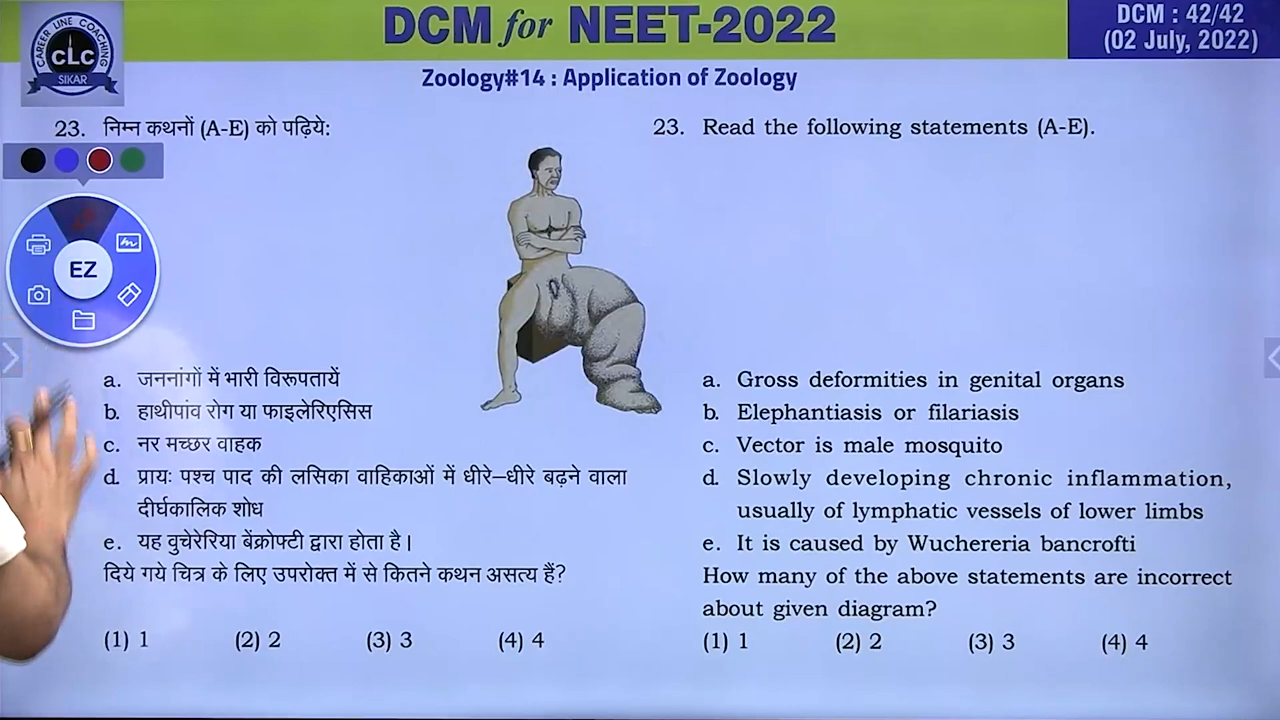 CAREER LINE COACHING
CLC
SIKAR
DCM for NEET-2022
DCM : 42/42
(02 July, 2022)
Zoology#14 : Application of Zoology
23. निम्न कथनों (A-E) को पढ़िये:
EZ
a. जननांगों में भारी विरूपतायें
b. हाथीपांव रोग या फाइलेरिएसिस
c. नर मच्छर वाहक
d. प्रायः पश्च पाद की लसिका वाहिकाओं में धीरे–धीरे बढ़ने वाला
दीर्घकालिक शोध
e. यह वुचेरेरिया बेंक्रोफ्टी द्वारा होता है।
दिये गये चित्र के लिए उपरोक्त में से कितने कथन असत्य हैं?
(1) 1 (2) 2 (3) 3 (4) 4
23. Read the following statements (A-E).
a. Gross deformities in genital organs
b. Elephantiasis or filariasis
c. Vector is male mosquito
d. Slowly developing chronic inflammation,
usually of lymphatic vessels of lower limbs
e. It is caused by Wuchereria bancrofti
How many of the above statements are incorrect
about given diagram?
(1) 1 (2) 2 (3) 3 (4) 4